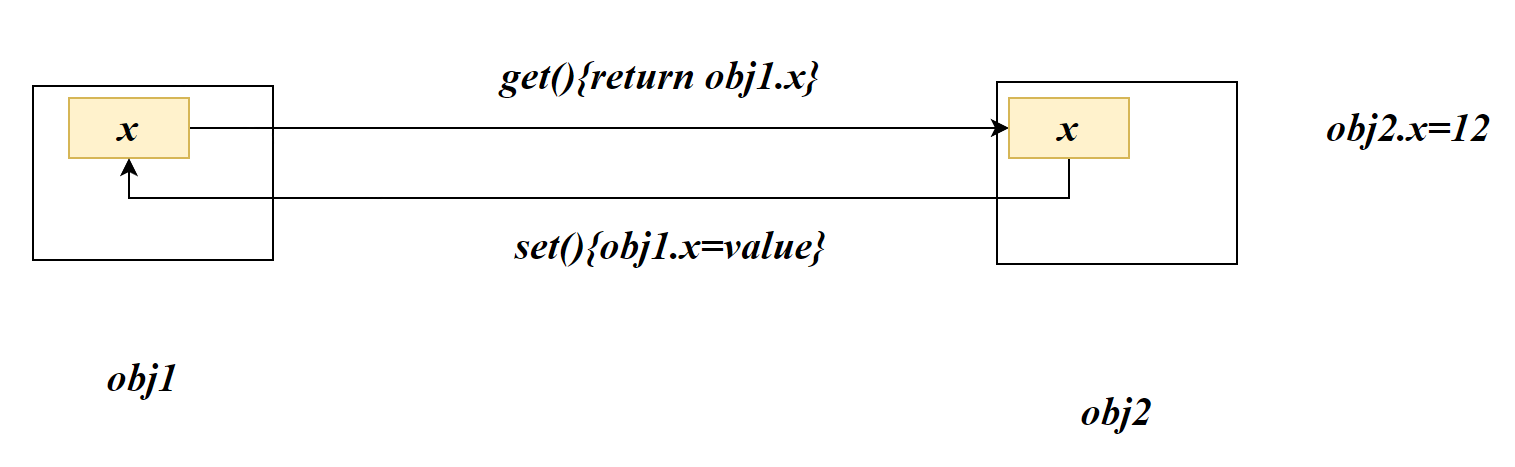 get(){return obj1.x}
x
x
obj2.x=12
set(){obj1.x=value}
obj1
obj2